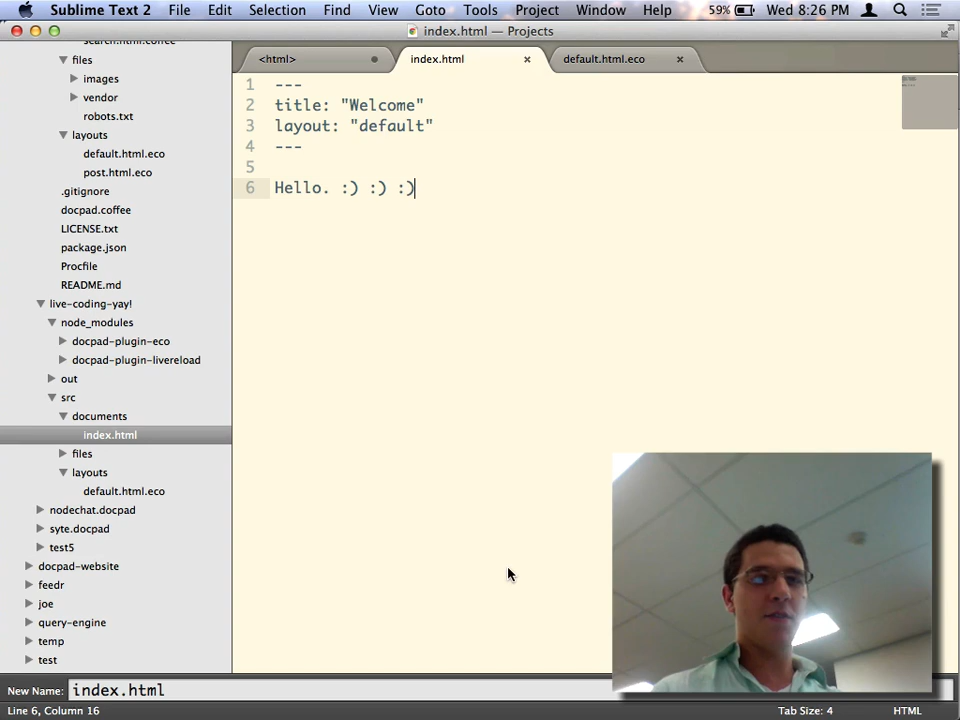 Sublime Text 2 File Edit Selection Find View Goto Tools Project Window Help 59% Wed 8:26 PM
index.html — Projects
<html> index.html × default.html.eco ×
search.html.coffee
files
images
vendor
robots.txt
layouts
default.html.eco
post.html.eco
.gitignore
docpad.coffee
LICENSE.txt
package.json
Procfile
README.md
live-coding-yay!
node_modules
docpad-plugin-eco
docpad-plugin-livereload
out
src
documents
index.html
files
layouts
default.html.eco
nodechat.docpad
syte.docpad
test5
docpad-website
feedr
joe
query-engine
temp
test
1 ---
2 title: "Welcome"
3 layout: "default"
4 ---
5
6 Hello. :) :) :)
New Name: index.html
Line 6, Column 16 Tab Size: 4 HTML